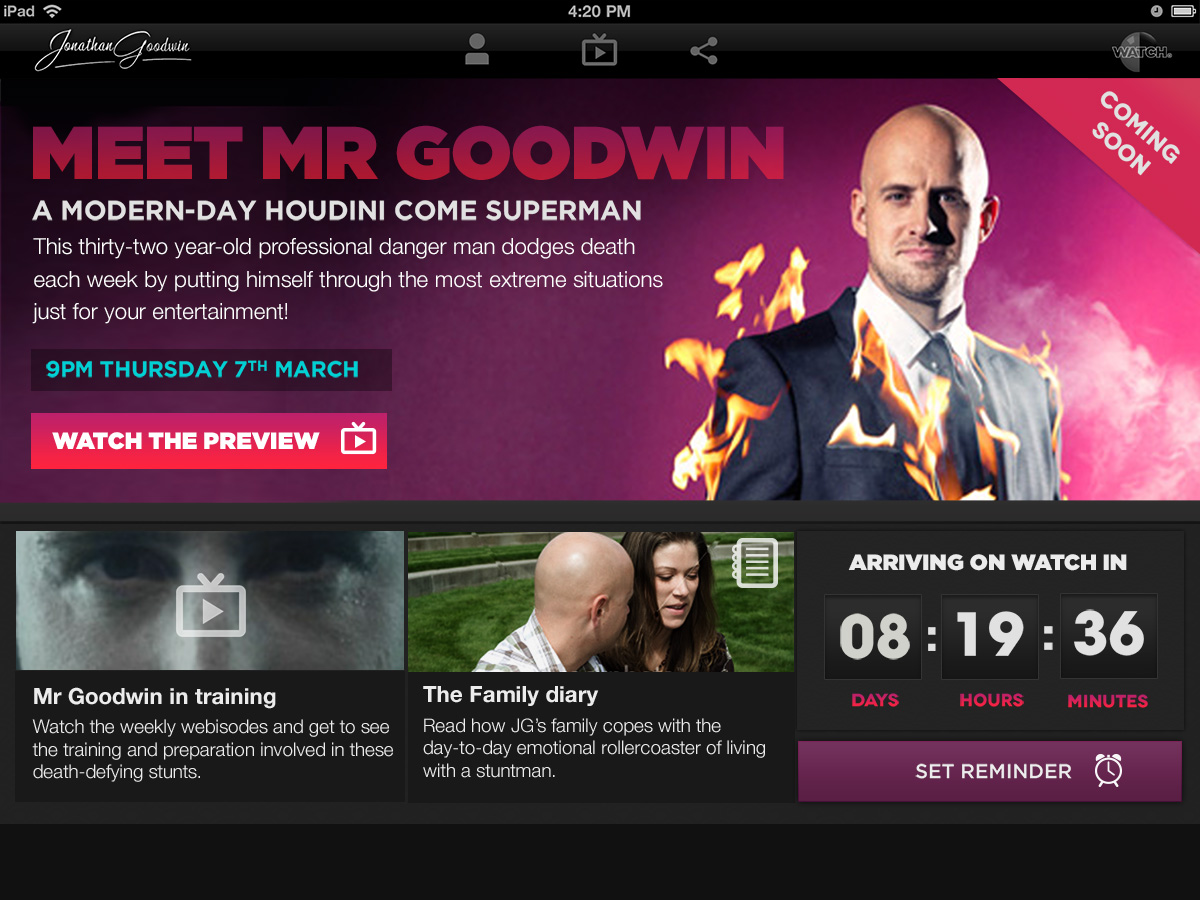 iPad
4:20 PM
Jonathan Goodwin
WATCH.
COMING
SOON
MEET MR GOODWIN
A MODERN-DAY HOUDINI COME SUPERMAN
This thirty-two year-old professional danger man dodges death
each week by putting himself through the most extreme situations
just for your entertainment!
9PM THURSDAY 7TH MARCH
WATCH THE PREVIEW
Mr Goodwin in training
Watch the weekly webisodes and get to see
the training and preparation involved in these
death-defying stunts.
The Family diary
Read how JG’s family copes with the
day-to-day emotional rollercoaster of living
with a stuntman.
ARRIVING ON WATCH IN
08 : 19 : 36
DAYS HOURS MINUTES
SET REMINDER